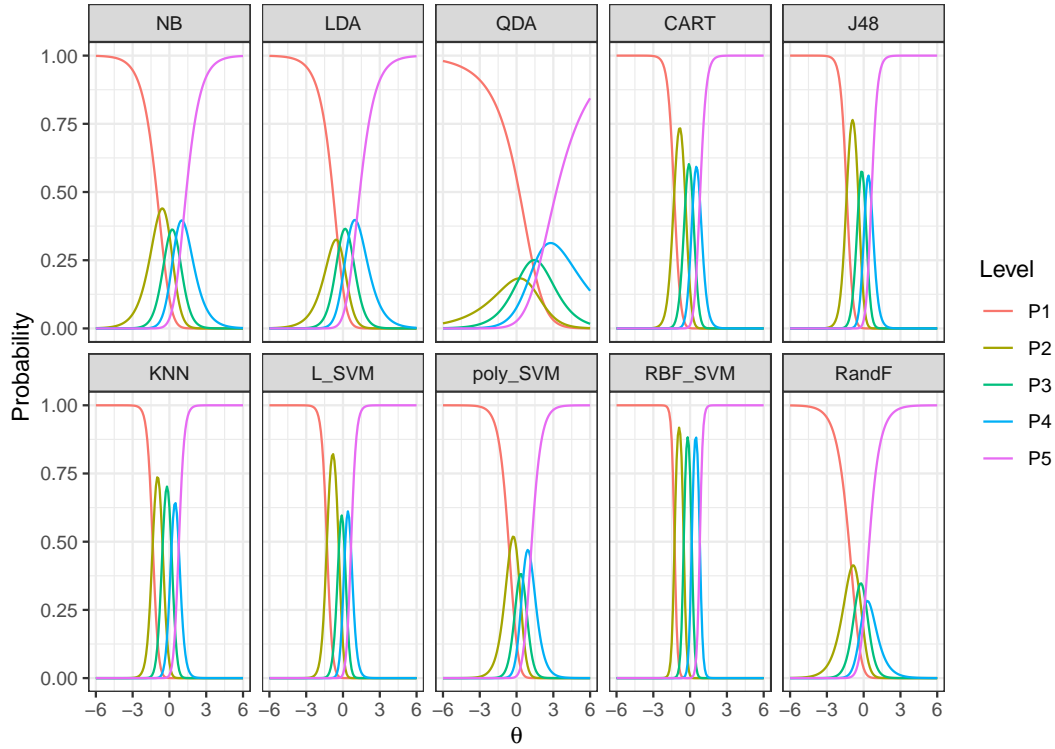 NB LDA QDA CART J48
1.00
0.75
0.50
0.25
0.00
KNN L_SVM poly_SVM RBF_SVM RandF
1.00
0.75
0.50
0.25
0.00
−6 −3 0 3 6 −6 −3 0 3 6 −6 −3 0 3 6 −6 −3 0 3 6 −6 −3 0 3 6
θ
Probability
Level
P1
P2
P3
P4
P5